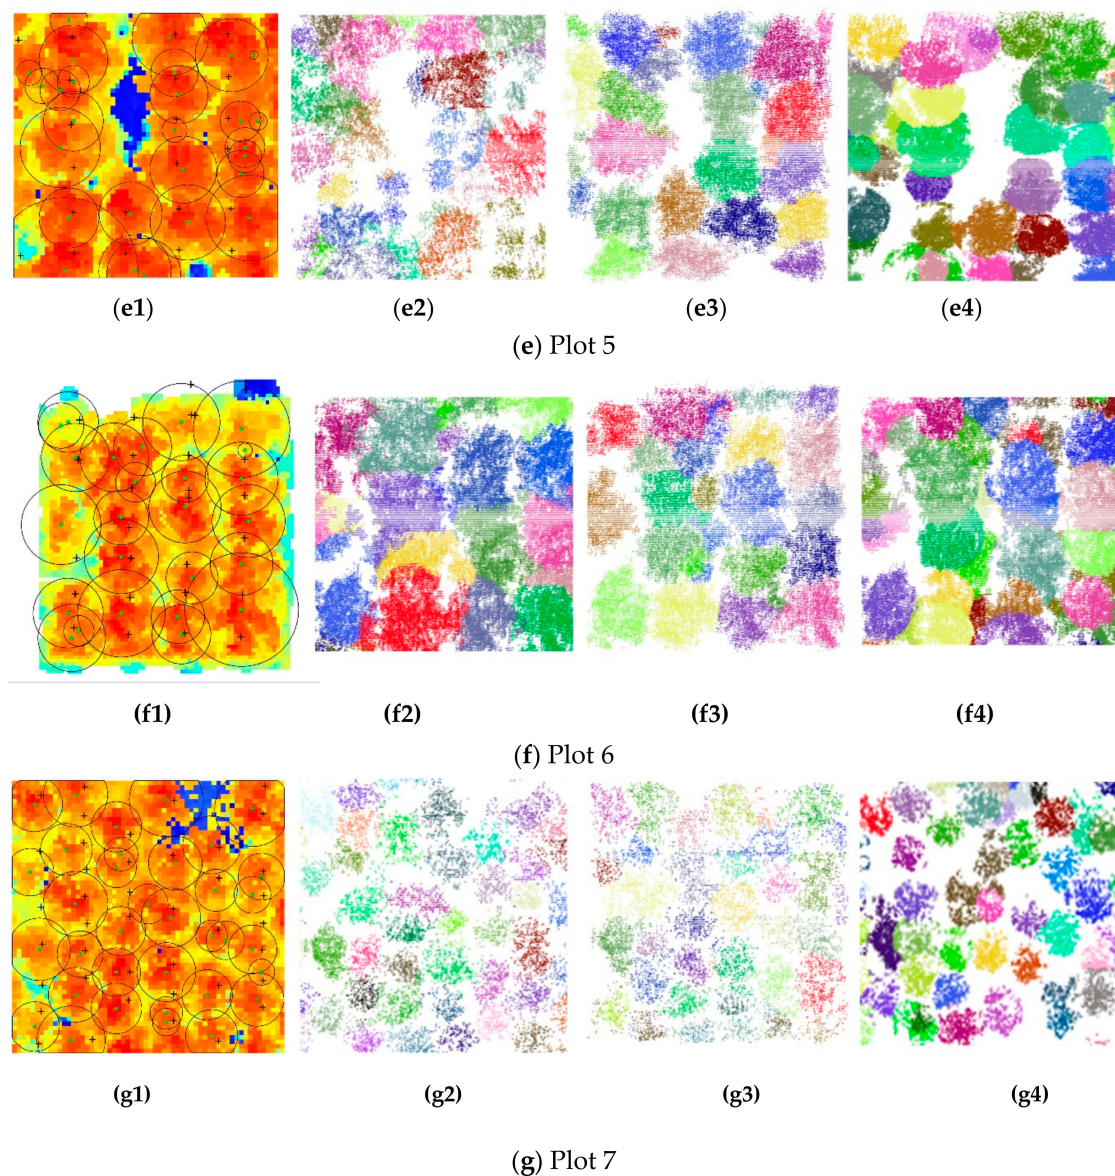 (e1) (e2) (e3) (e4)
(e) Plot 5
(f1) (f2) (f3) (f4)
(f) Plot 6
(g1) (g2) (g3) (g4)
(g) Plot 7